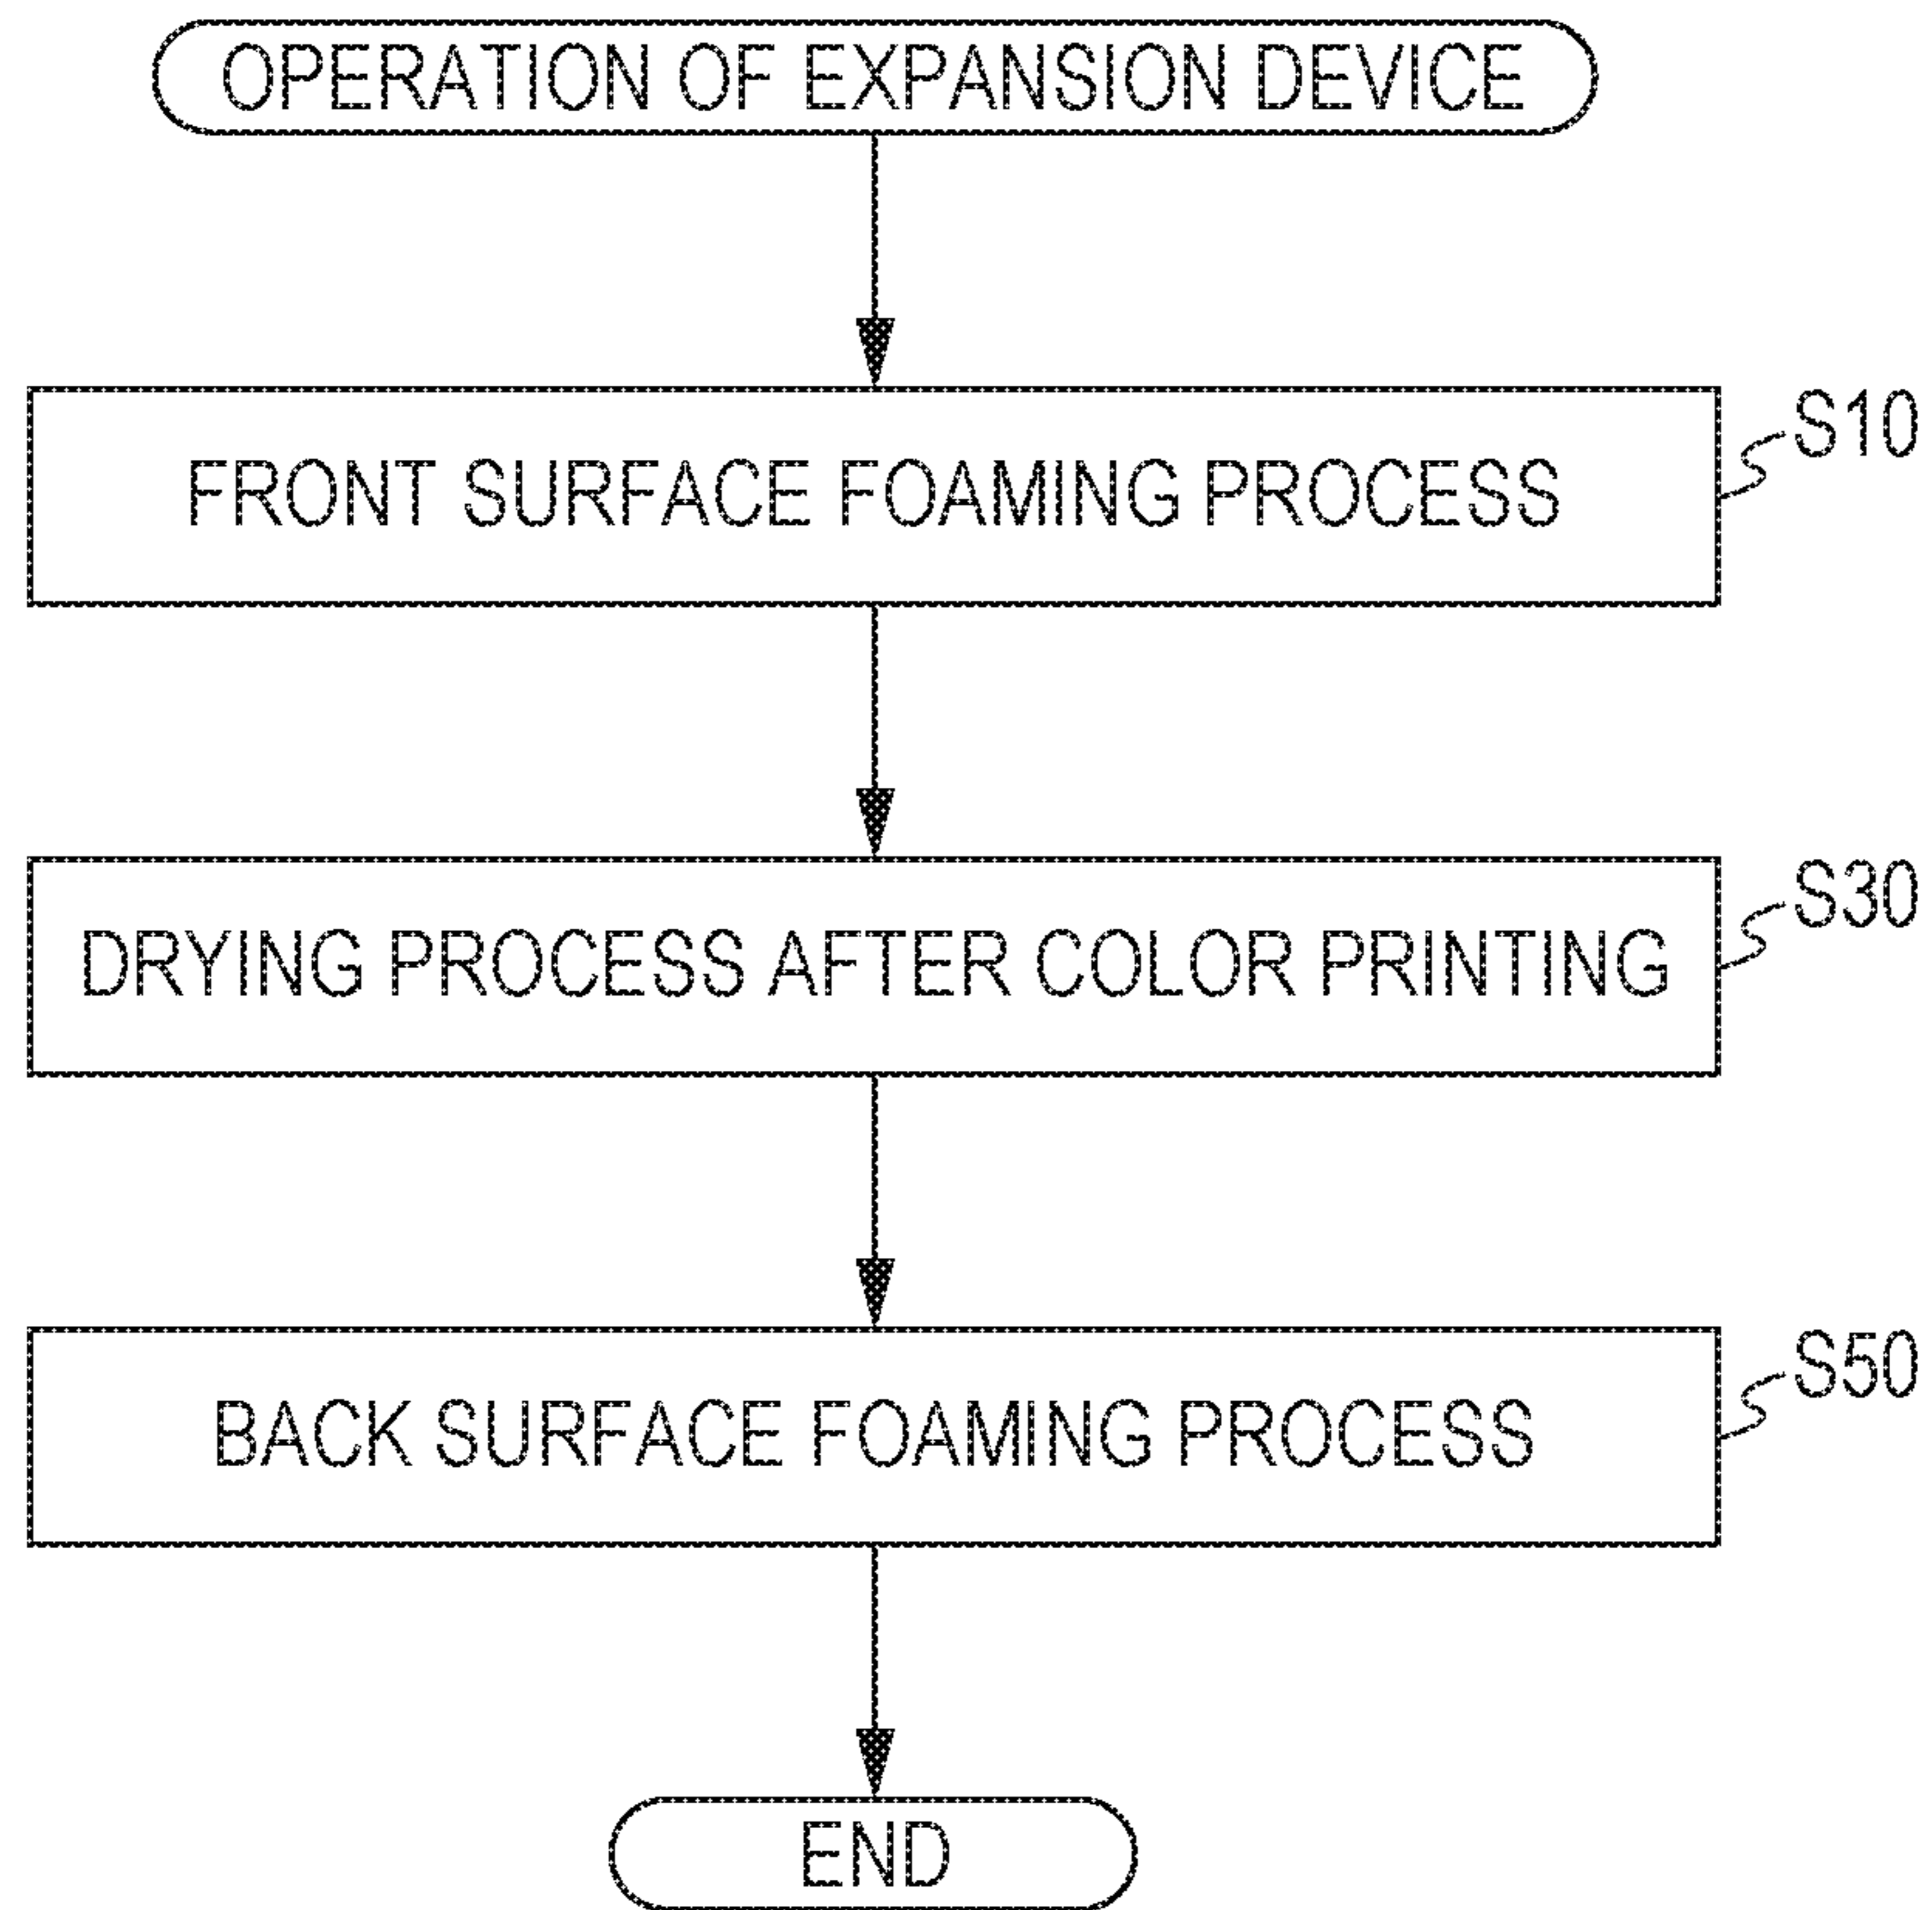 OPERATION OF EXPANSION DEVICE
S10
FRONT SURFACE FOAMING PROCESS
S30
DRYING PROCESS AFTER COLOR PRINTING
S50
BACK SURFACE FOAMING PROCESS
END